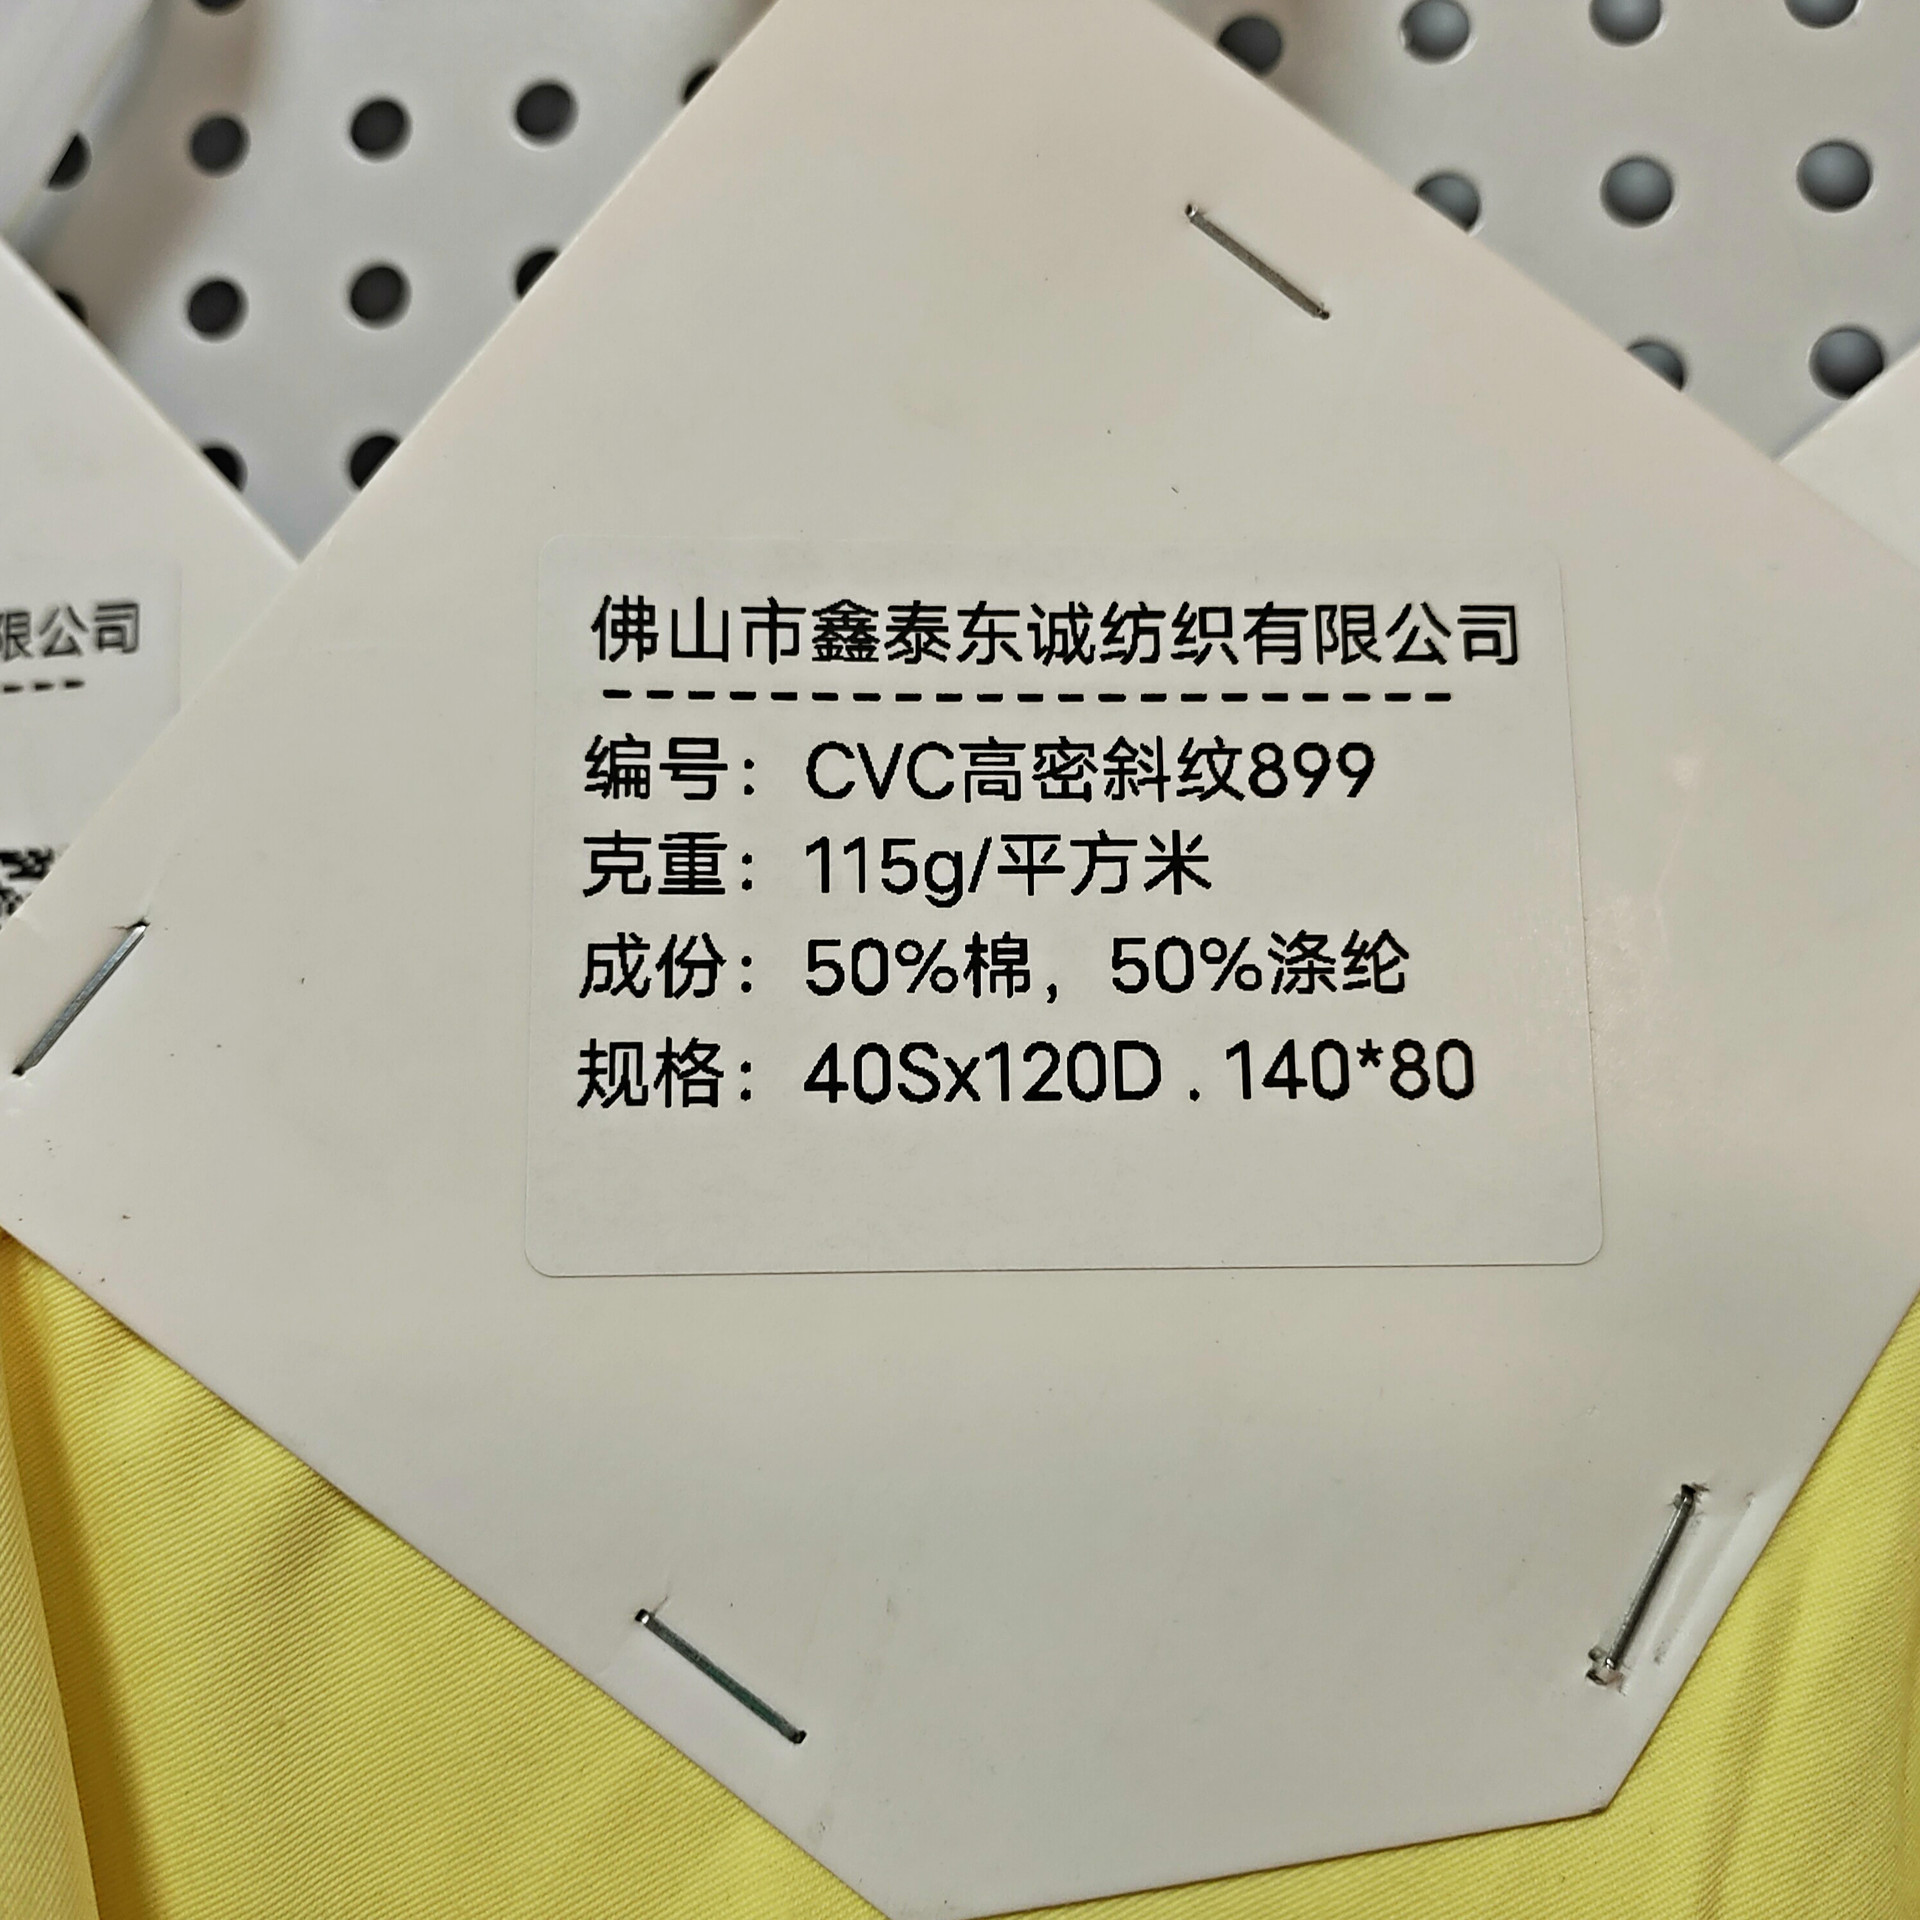 佛山市鑫泰东诚纺织有限公司
---------------------
编号：CVC高密斜纹899
克重：115g/平方米
成份：50%棉，50%涤纶
规格：40Sx120D . 140*80
限公司
----